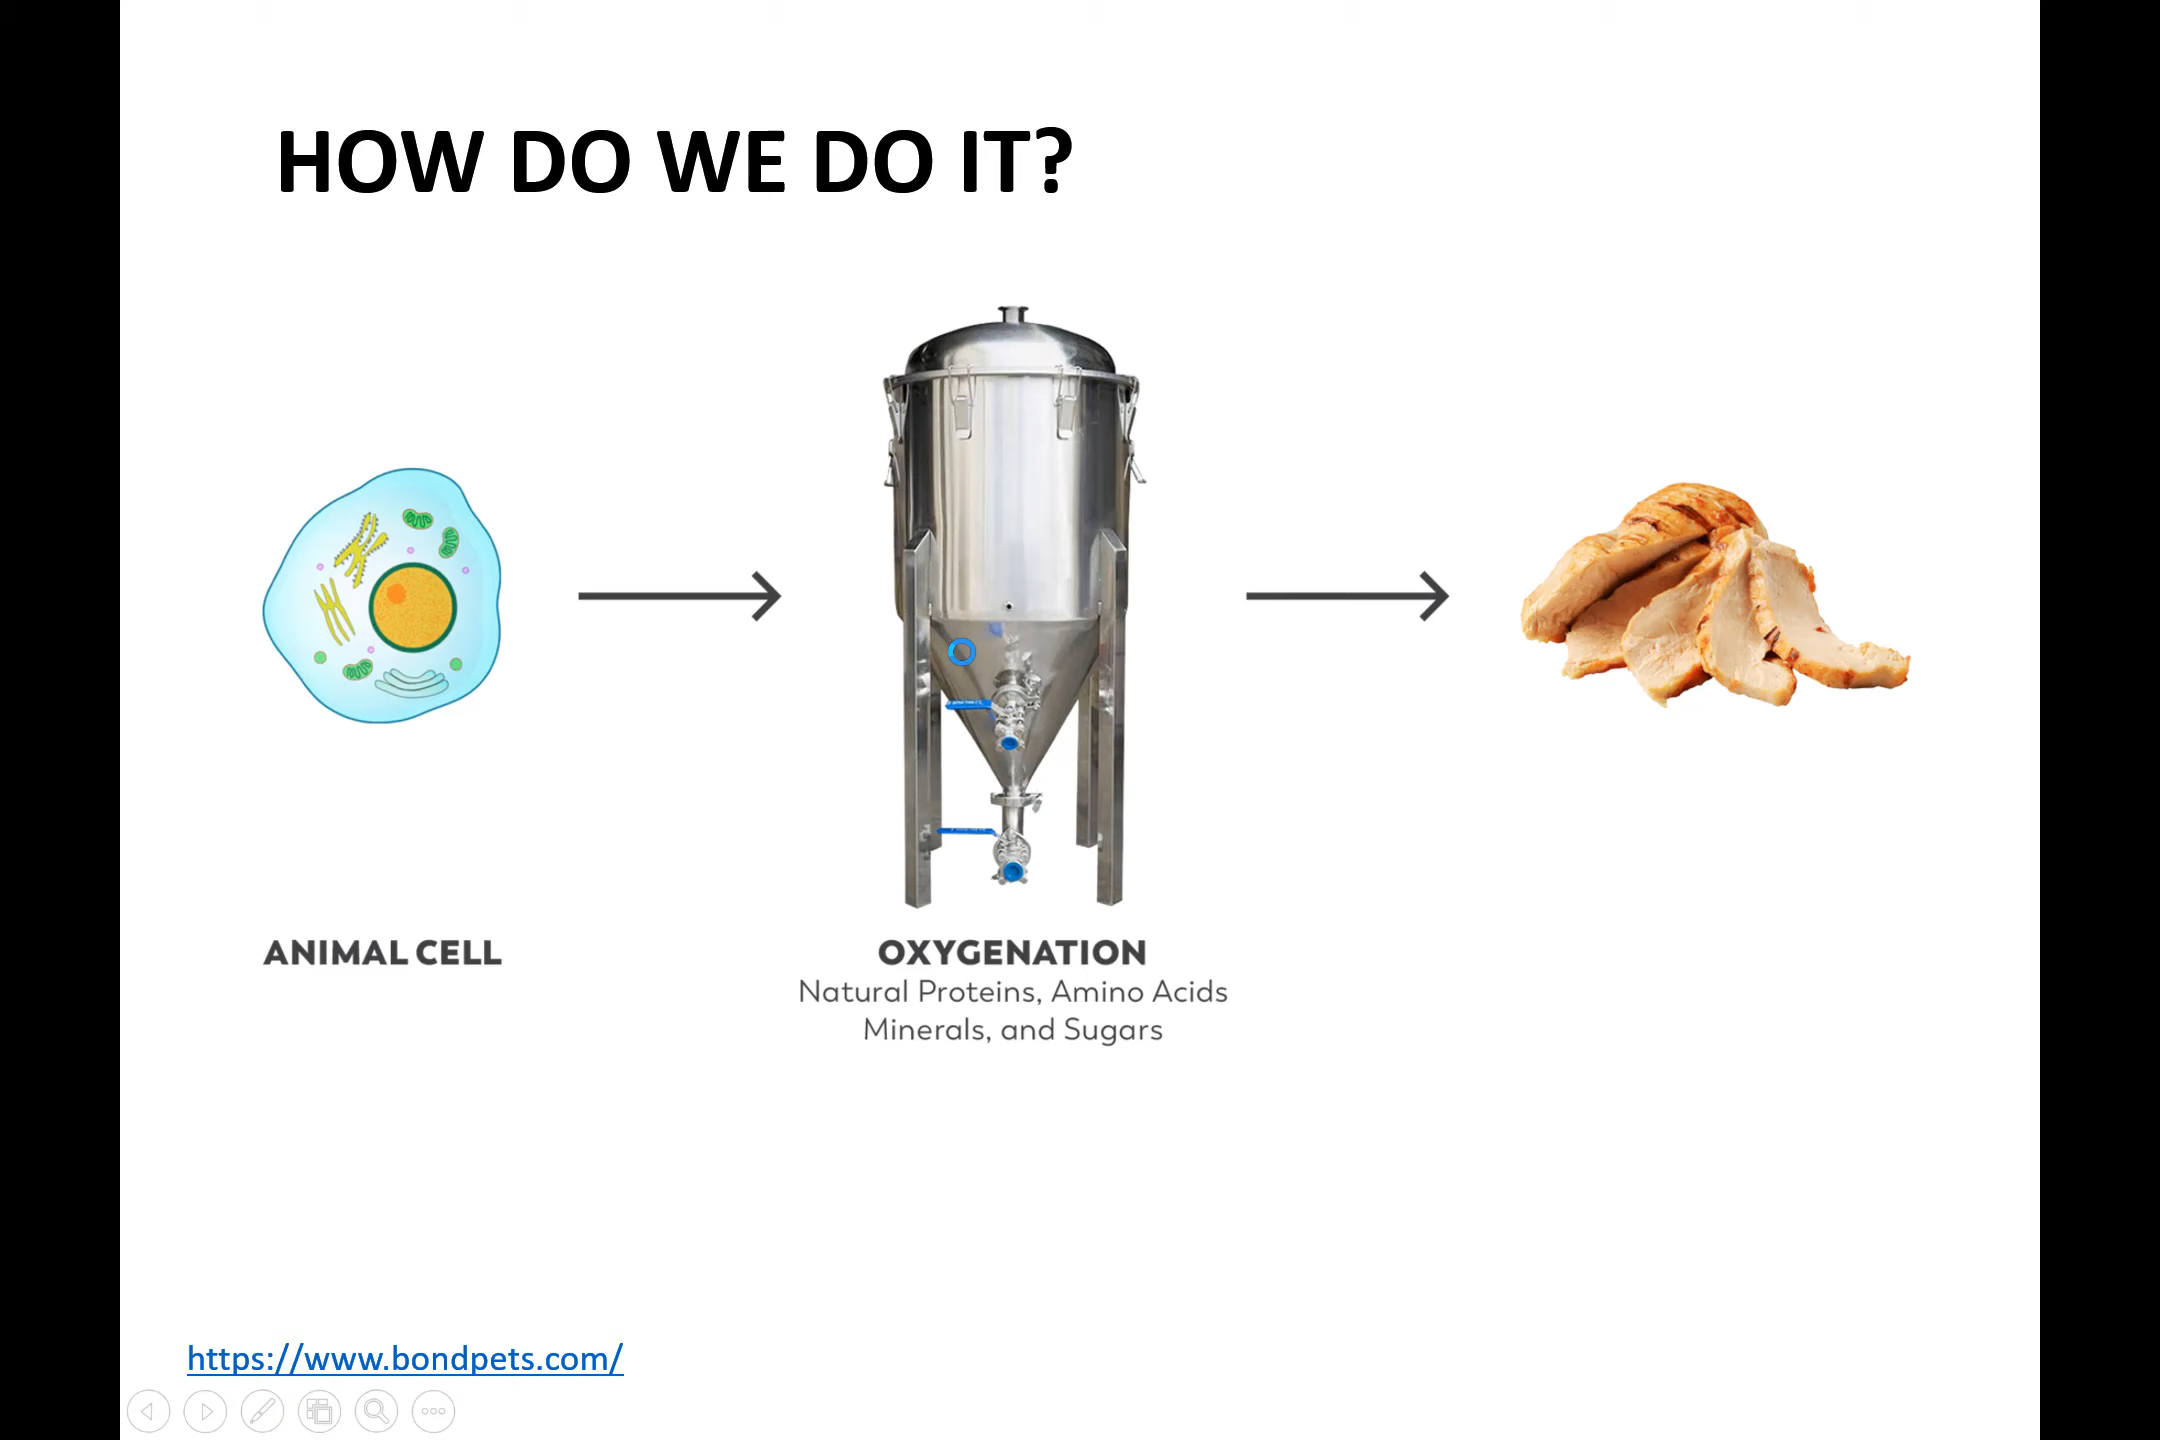 HOW DO WE DO IT?
ANIMAL CELL
OXYGENATION
Natural Proteins, Amino Acids
Minerals, and Sugars
https://www.bondpets.com/